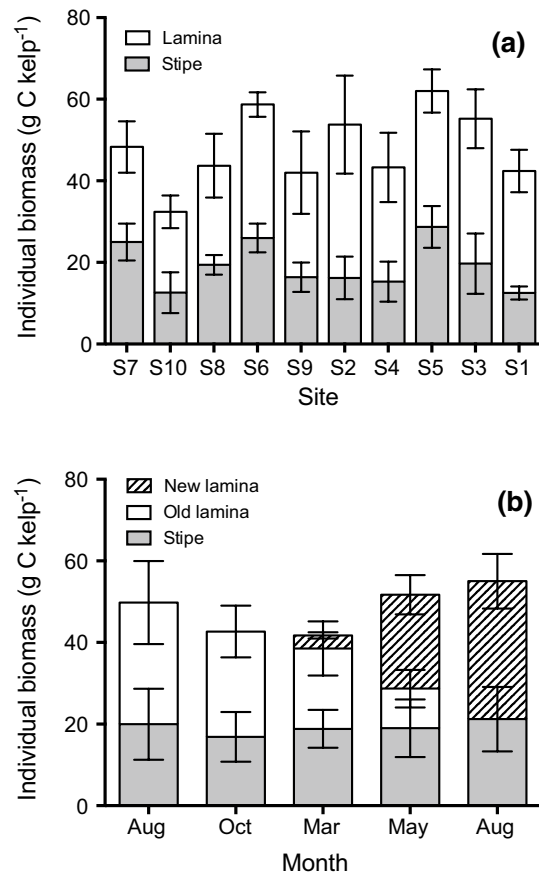 80
60
40
20
0
Individual biomass (g C kelp⁻¹)
Lamina
Stipe
(a)
S7 S10 S8 S6 S9 S2 S4 S5 S3 S1
Site
80
60
40
20
0
Individual biomass (g C kelp⁻¹)
New lamina
Old lamina
Stipe
(b)
Aug Oct Mar May Aug
Month